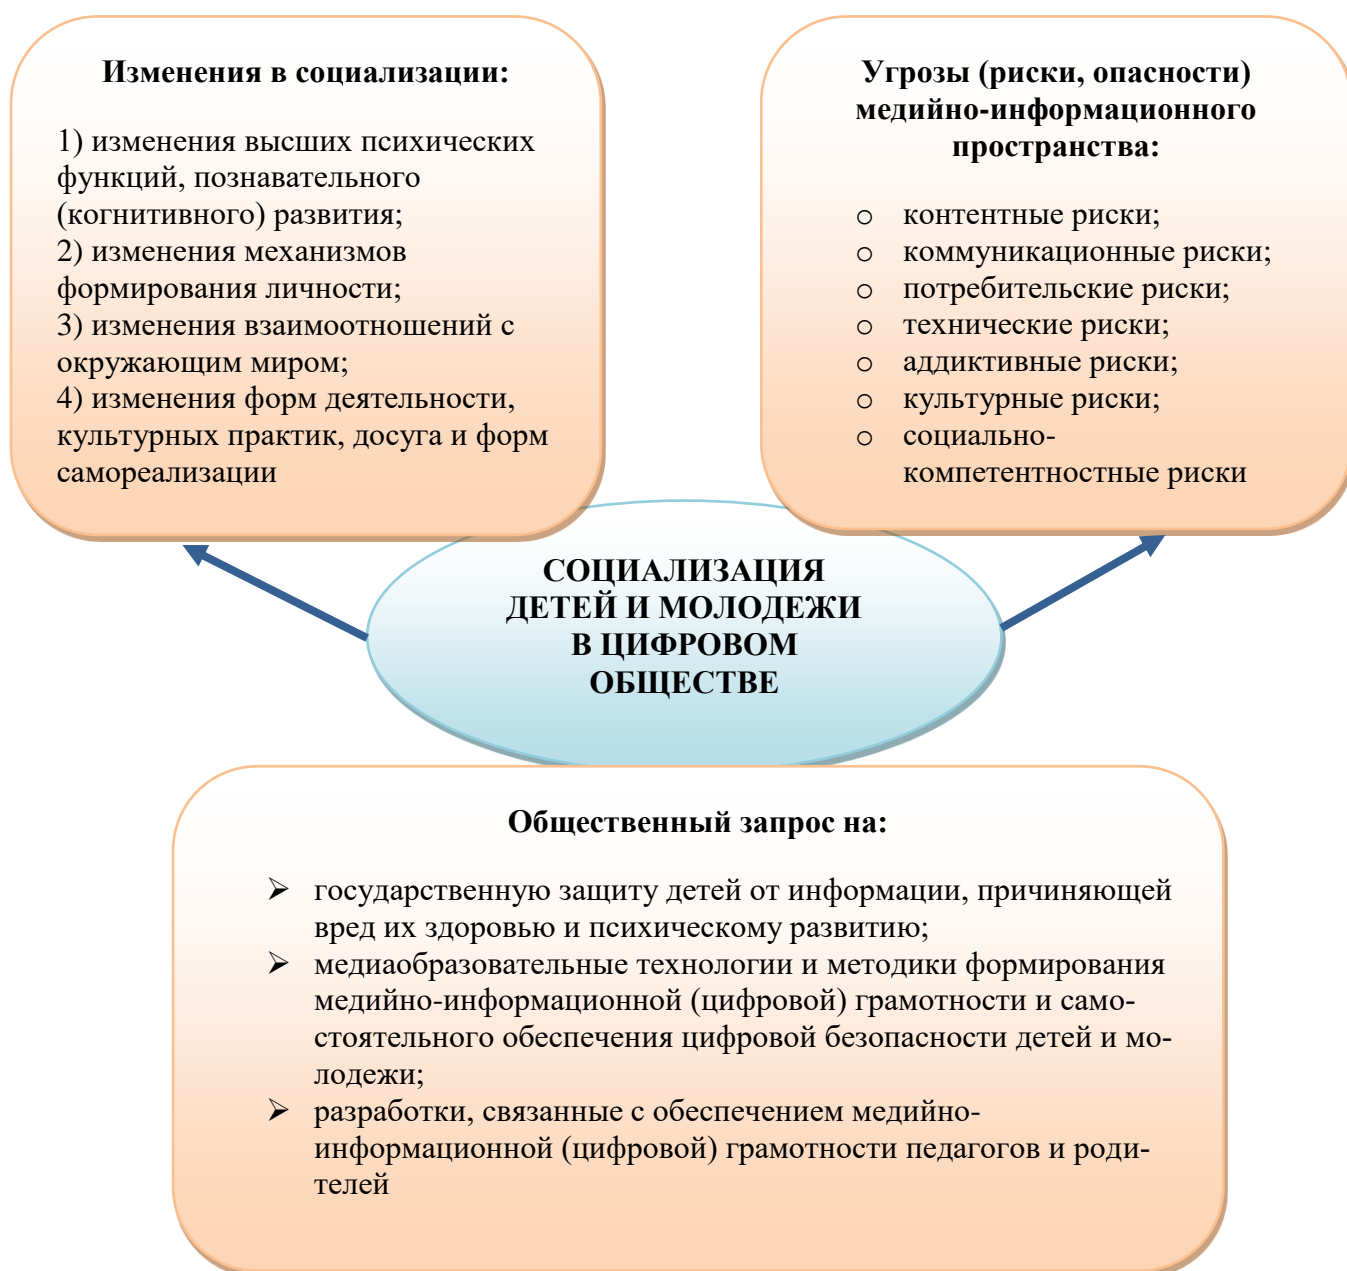 Изменения в социализации:
1) изменения высших психических
функций, познавательного
(когнитивного) развития;
2) изменения механизмов
формирования личности;
3) изменения взаимоотношений с
окружающим миром;
4) изменения форм деятельности,
культурных практик, досуга и форм
самореализации
Угрозы (риски, опасности)
медийно-информационного
пространства:
o контентные риски;
o коммуникационные риски;
o потребительские риски;
o технические риски;
o аддиктивные риски;
o культурные риски;
o социально-
компетентностные риски
СОЦИАЛИЗАЦИЯ
ДЕТЕЙ И МОЛОДЕЖИ
В ЦИФРОВОМ
ОБЩЕСТВЕ
Общественный запрос на:
➢ государственную защиту детей от информации, причиняющей
вред их здоровью и психическому развитию;
➢ медиаобразовательные технологии и методики формирования
медийно-информационной (цифровой) грамотности и само-
стоятельного обеспечения цифровой безопасности детей и мо-
лодежи;
➢ разработки, связанные с обеспечением медийно-
информационной (цифровой) грамотности педагогов и роди-
телей